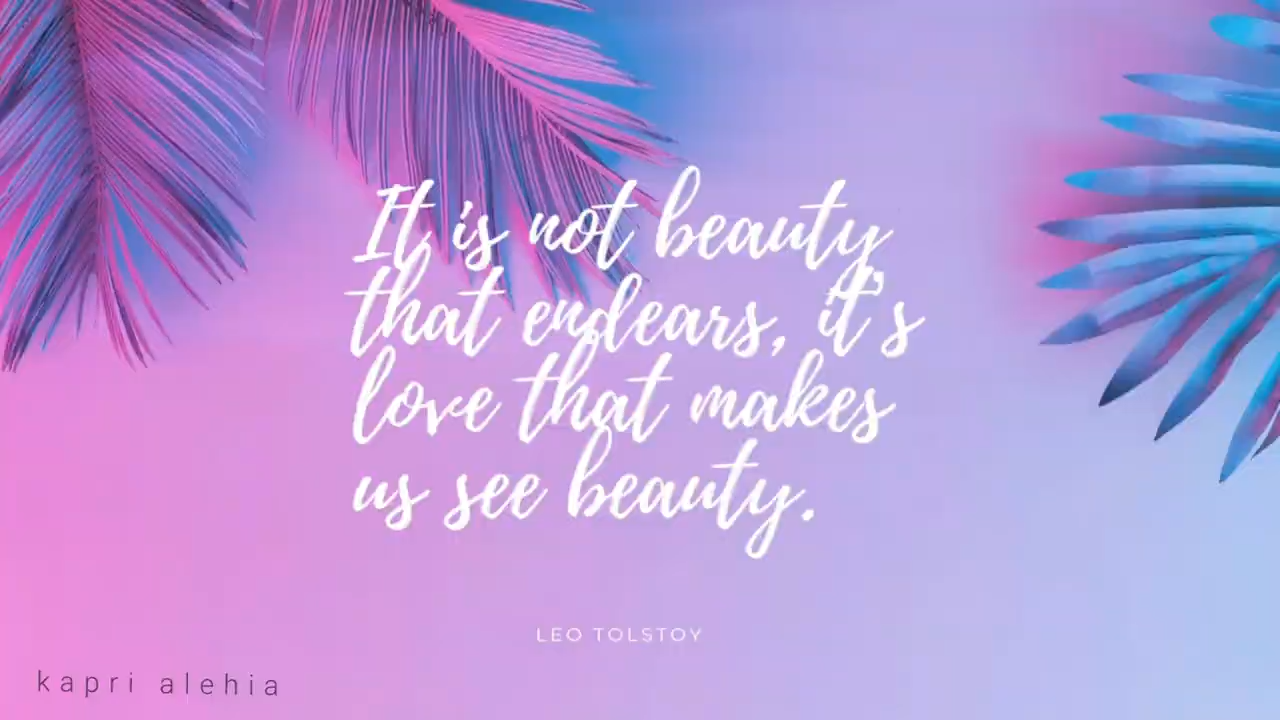 It is not beauty
that endears, it's
love that makes
us see beauty.
LEO TOLSTOY
kapri alehia